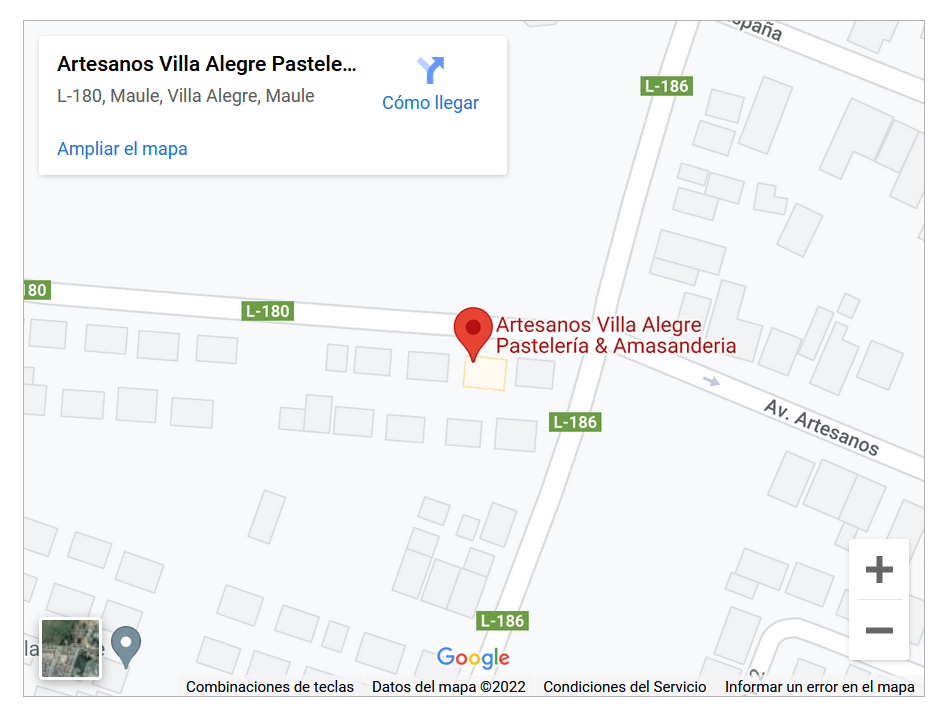 Artesanos Villa Alegre Pastele...
L-180, Maule, Villa Alegre, Maule
Cómo llegar
Ampliar el mapa
L-186
180
L-180
Artesanos Villa Alegre
Pastelería & Amasanderia
L-186
Av. Artesanos
L-186
Google
Combinaciones de teclas
Datos del mapa ©2022
Condiciones del Servicio
Informar un error en el mapa